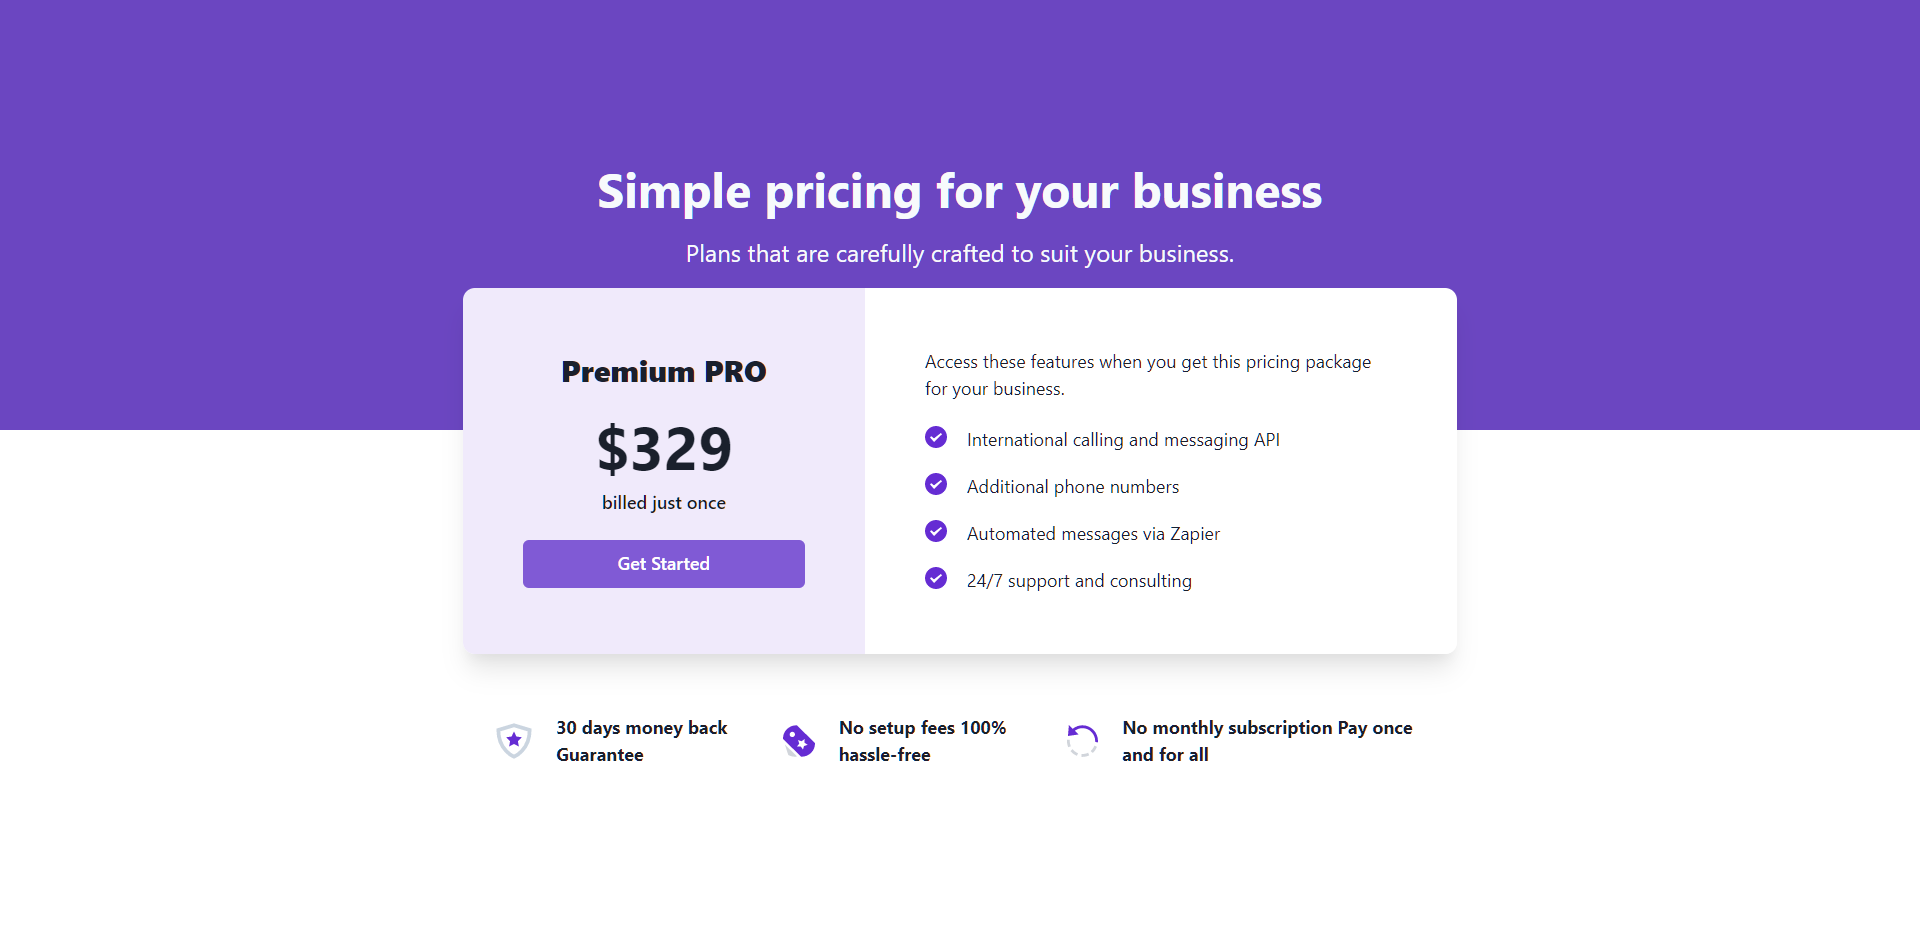 Simple pricing for your business
Plans that are carefully crafted to suit your business.
Premium PRO
$329
billed just once
Get Started
Access these features when you get this pricing package
for your business.
International calling and messaging API
Additional phone numbers
Automated messages via Zapier
24/7 support and consulting
30 days money back
Guarantee
No setup fees 100%
hassle-free
No monthly subscription Pay once
and for all